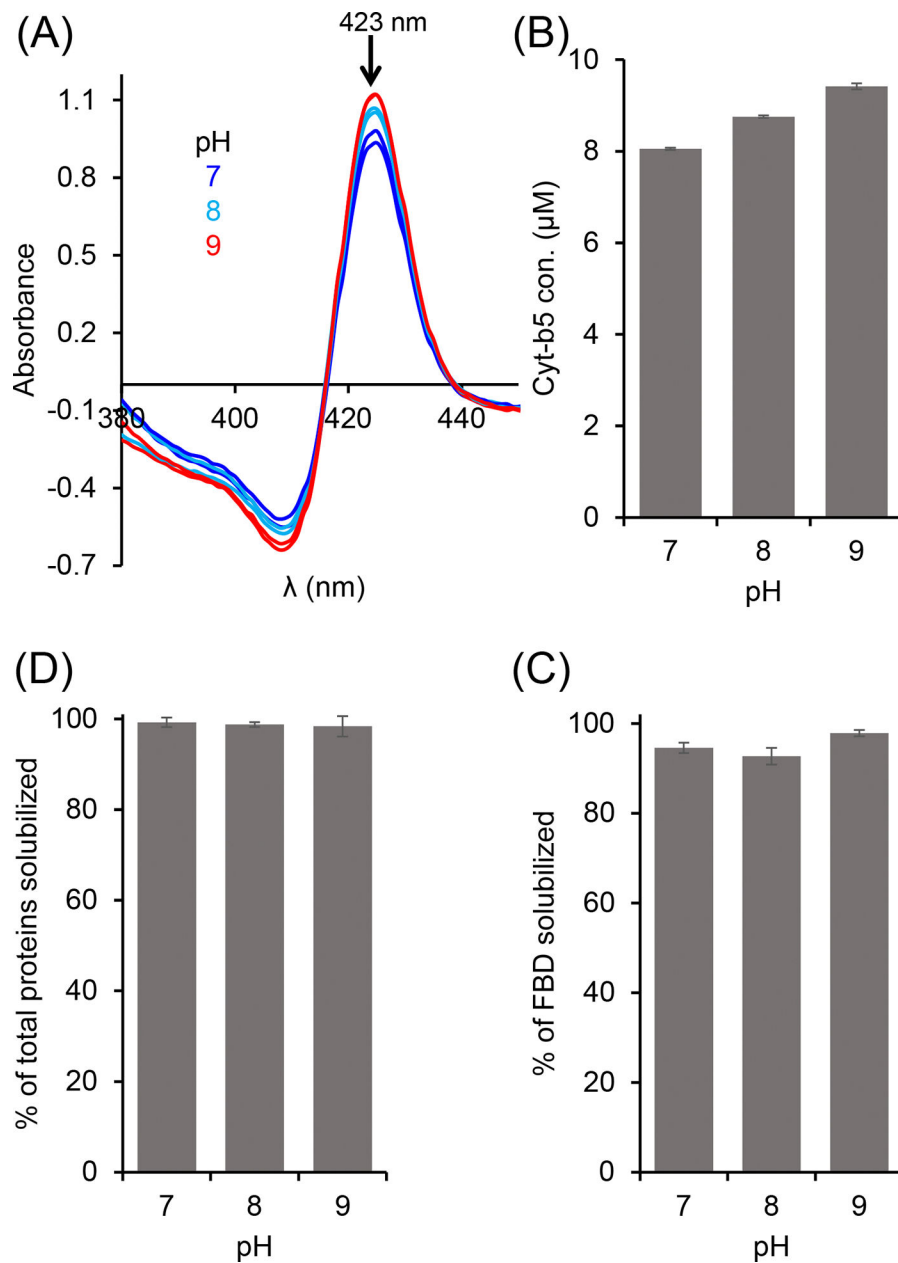 (A)
423 nm
1.1
0.8
0.5
0.2
-0.1
-0.4
-0.7
Absorbance
pH
7
8
9
380
400
420
440
λ (nm)
(B)
10
8
6
4
2
0
Cyt-b5 con. (µM)
7
8
9
pH
(D)
100
80
60
40
20
0
% of total proteins solubilized
7
8
9
pH
(C)
100
80
60
40
20
0
% of FBD solubilized
7
8
9
pH